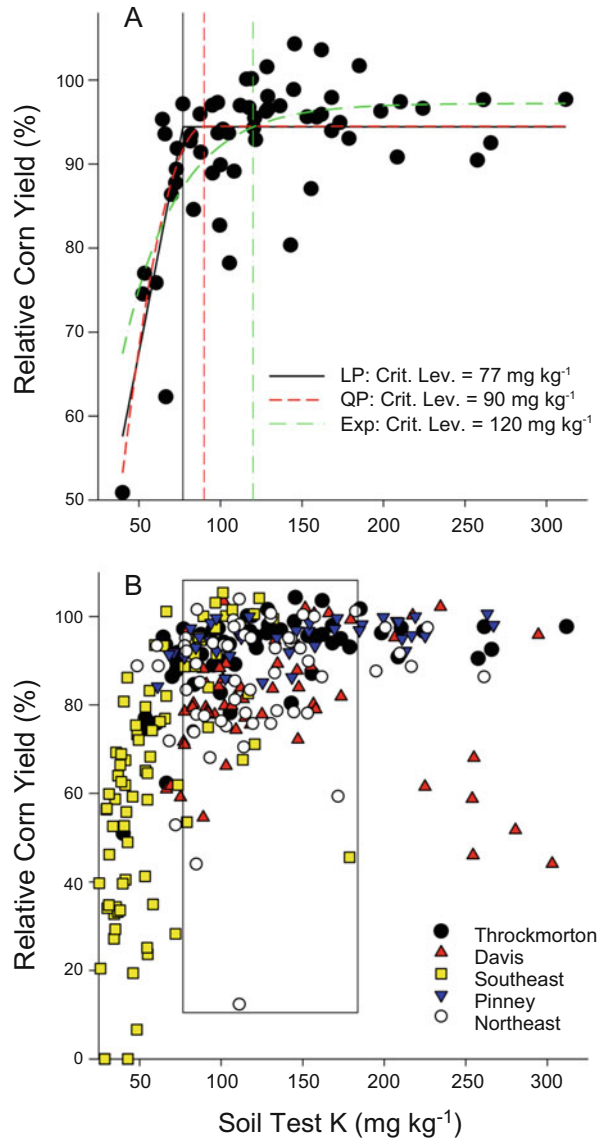 A
Relative Corn Yield (%)
100
90
80
70
60
50
LP: Crit. Lev. = 77 mg kg⁻¹
QP: Crit. Lev. = 90 mg kg⁻¹
Exp: Crit. Lev. = 120 mg kg⁻¹
50 100 150 200 250 300
B
Relative Corn Yield (%)
100
80
60
40
20
0
Throckmorton
Davis
Southeast
Pinney
Northeast
50 100 150 200 250 300
Soil Test K (mg kg⁻¹)